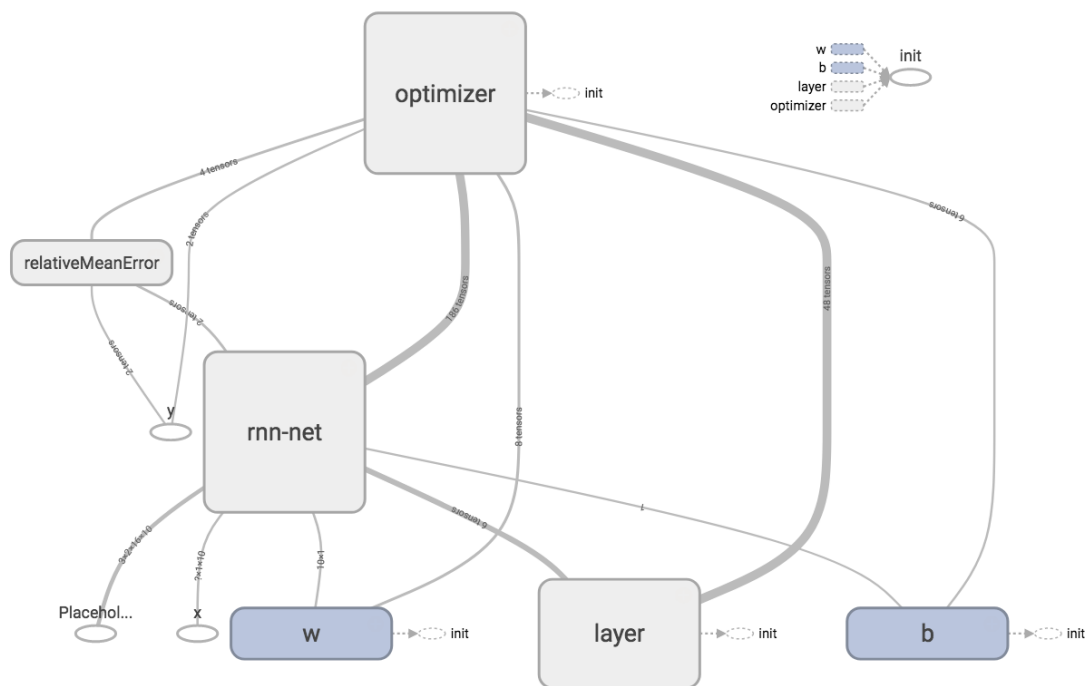 optimizer
init
w
b
layer
optimizer
init
4 tensors
2 tensors
6 tensors
relativeMeanError
2 tensors
186 tensors
48 tensors
2 tensors
y
rnn-net
8 tensors
6 tensors
1
3×2×16×10
?×1×10
10×1
Placehol...
x
w
init
layer
init
b
init